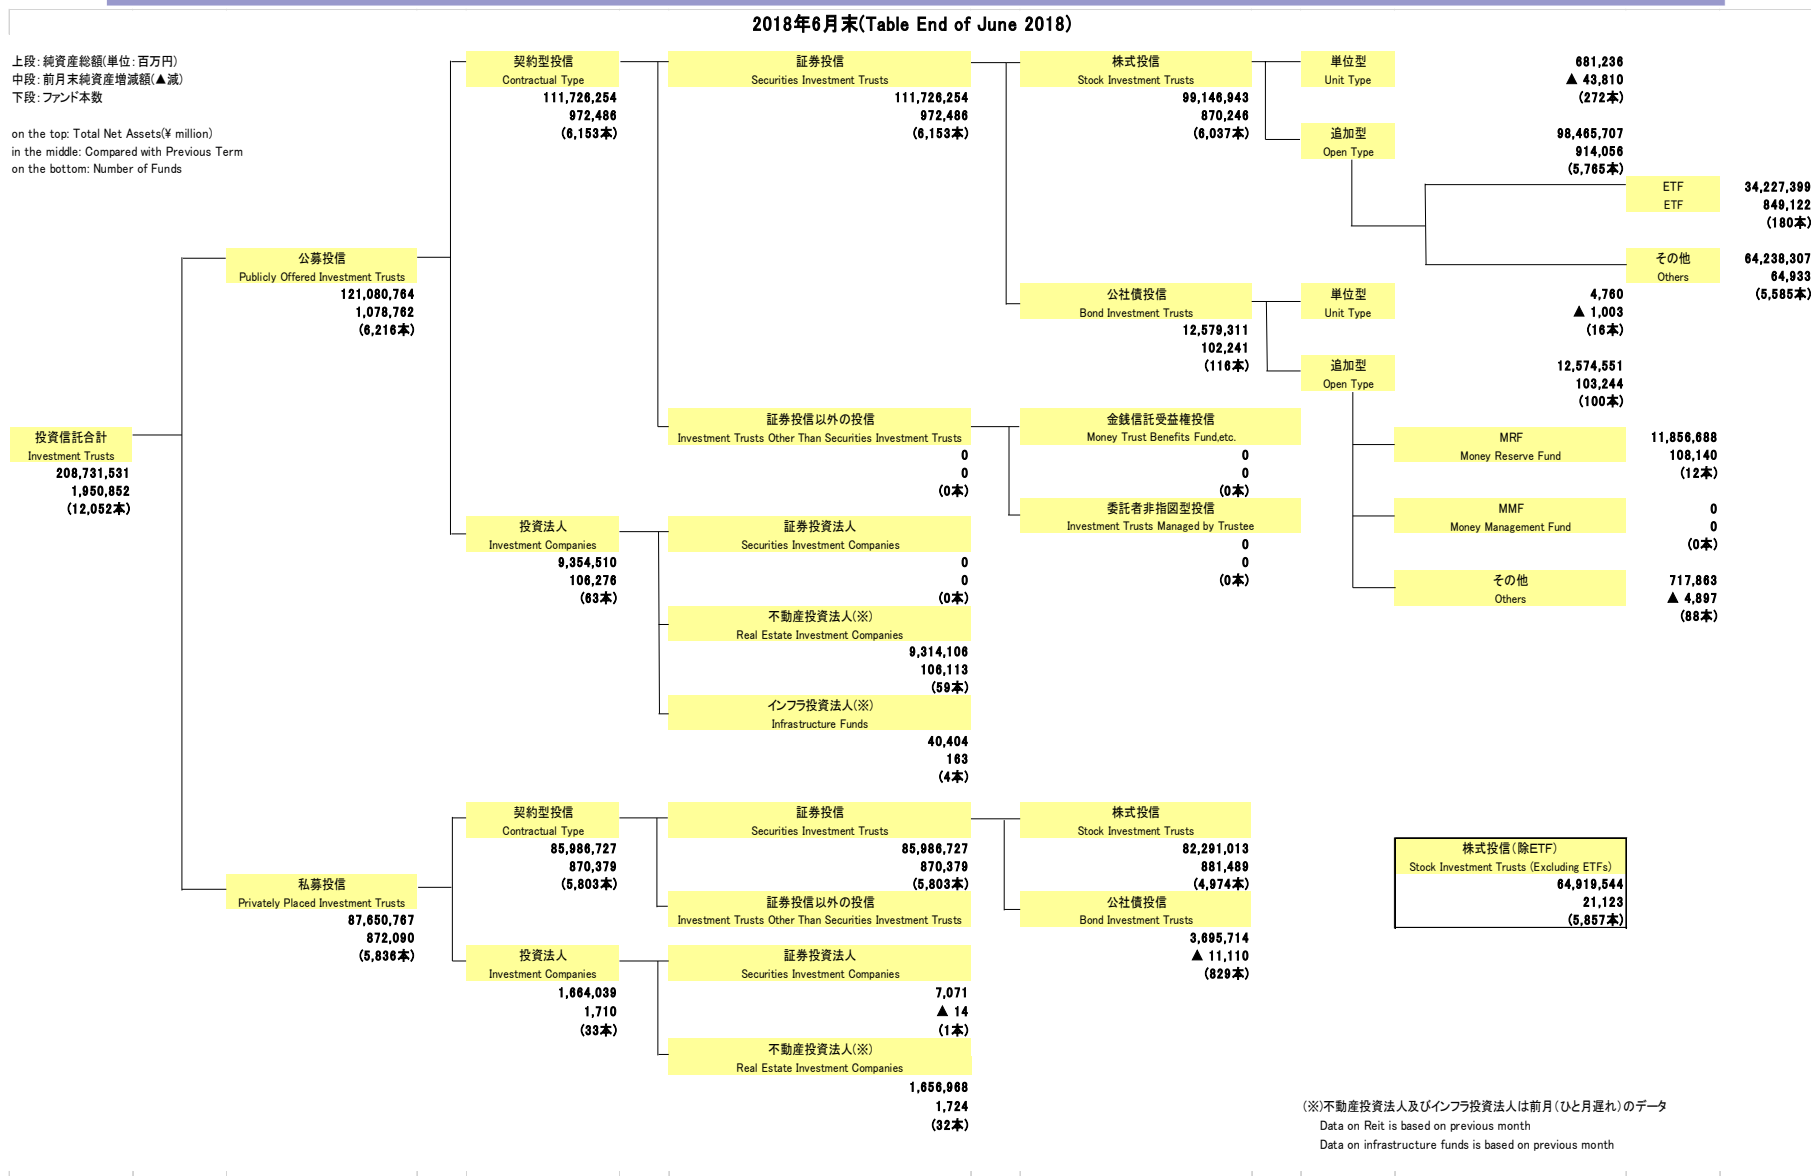 2018年6月末(Table End of June 2018)
上段：純資産総額(単位：百万円)
中段：前月末純資産増減額(▲減)
下段：ファンド本数
on the top: Total Net Assets(¥ million)
in the middle: Compared with Previous Term
on the bottom: Number of Funds
投資信託合計
Investment Trusts
208,731,531
1,950,852
(12,052本)
公募投信
Publicly Offered Investment Trusts
121,080,764
1,078,762
(6,216本)
契約型投信
Contractual Type
111,726,254
972,486
(6,153本)
証券投信
Securities Investment Trusts
111,726,254
972,486
(6,153本)
株式投信
Stock Investment Trusts
99,146,943
870,246
(6,037本)
単位型
Unit Type
681,236
▲ 43,810
(272本)
追加型
Open Type
98,465,707
914,056
(5,765本)
ETF
ETF
34,227,399
849,122
(180本)
その他
Others
64,238,307
64,933
(5,585本)
公社債投信
Bond Investment Trusts
12,579,311
102,241
(116本)
単位型
Unit Type
4,760
▲ 1,003
(16本)
追加型
Open Type
12,574,551
103,244
(100本)
MRF
Money Reserve Fund
11,856,688
108,140
(12本)
MMF
Money Management Fund
0
0
(0本)
その他
Others
717,863
▲ 4,897
(88本)
証券投信以外の投信
Investment Trusts Other Than Securities Investment Trusts
0
0
(0本)
金銭信託受益権投信
Money Trust Benefits Fund,etc.
0
0
(0本)
委託者非指図型投信
Investment Trusts Managed by Trustee
0
0
(0本)
投資法人
Investment Companies
9,354,510
106,276
(63本)
証券投資法人
Securities Investment Companies
0
0
(0本)
不動産投資法人(※)
Real Estate Investment Companies
9,314,106
106,113
(59本)
インフラ投資法人(※)
Infrastructure Funds
40,404
163
(4本)
私募投信
Privately Placed Investment Trusts
87,650,767
872,090
(5,836本)
契約型投信
Contractual Type
85,986,727
870,379
(5,803本)
証券投信
Securities Investment Trusts
85,986,727
870,379
(5,803本)
株式投信
Stock Investment Trusts
82,291,013
881,489
(4,974本)
公社債投信
Bond Investment Trusts
3,695,714
▲ 11,110
(829本)
証券投信以外の投信
Investment Trusts Other Than Securities Investment Trusts
投資法人
Investment Companies
1,664,039
1,710
(33本)
証券投資法人
Securities Investment Companies
7,071
▲ 14
(1本)
不動産投資法人(※)
Real Estate Investment Companies
1,656,968
1,724
(32本)
株式投信（除ETF）
Stock Investment Trusts (Excluding ETFs)
64,919,544
21,123
(5,857本)
(※)不動産投資法人及びインフラ投資法人は前月（ひと月遅れ）のデータ
Data on Reit is based on previous month
Data on infrastructure funds is based on previous month